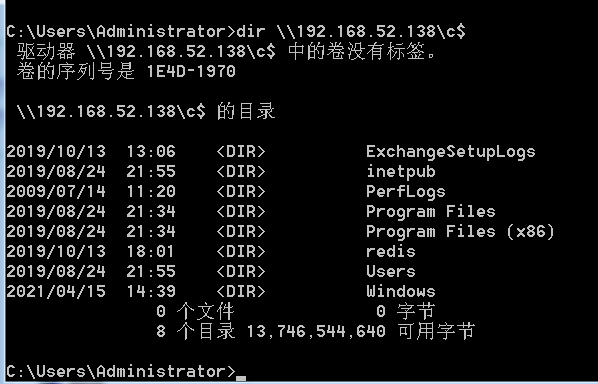 C:\Users\Administrator>dir \\192.168.52.138\c$
驱动器 \\192.168.52.138\c$ 中的卷没有标签。
卷的序列号是 1E4D-1970
\\192.168.52.138\c$ 的目录
2019/10/13  13:06    <DIR>          ExchangeSetupLogs
2019/08/24  21:55    <DIR>          inetpub
2009/07/14  11:20    <DIR>          PerfLogs
2019/08/24  21:34    <DIR>          Program Files
2019/08/24  21:34    <DIR>          Program Files (x86)
2019/10/13  18:01    <DIR>          redis
2019/08/24  21:55    <DIR>          Users
2021/04/15  14:39    <DIR>          Windows
0 个文件              0 字节
8 个目录 13,746,544,640 可用字节
C:\Users\Administrator>_